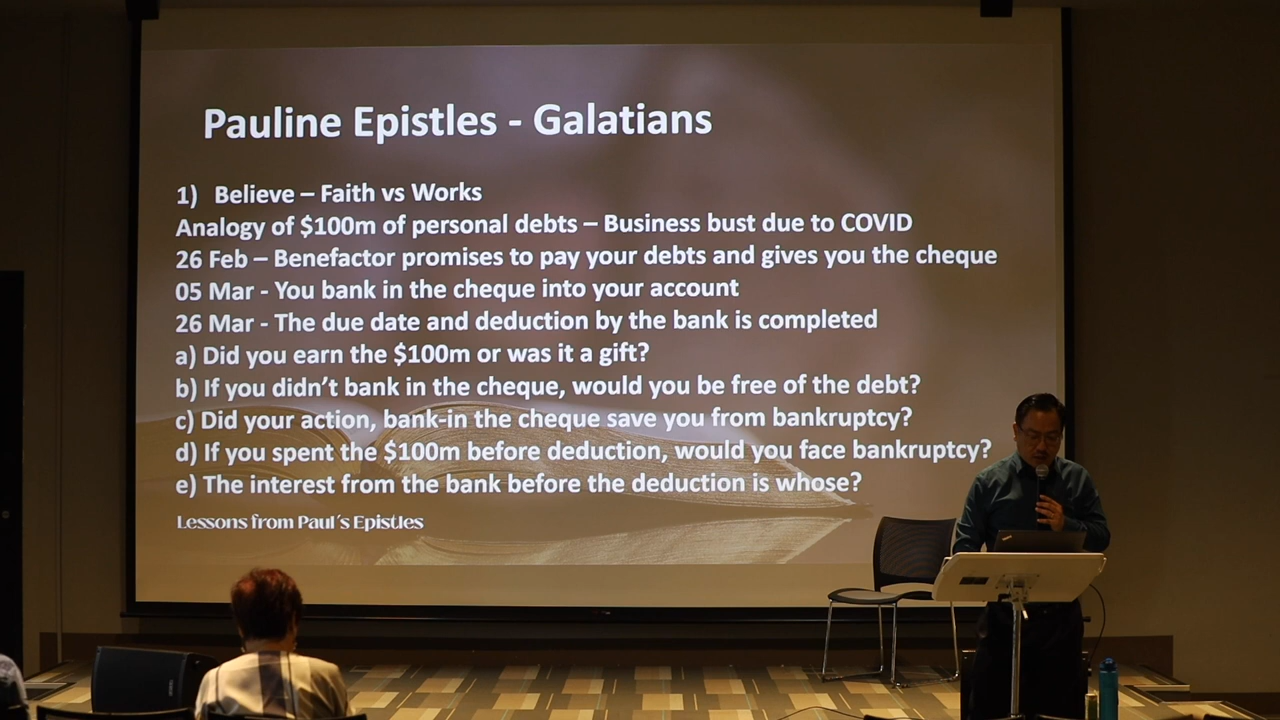 Pauline Epistles - Galatians
1) Believe – Faith vs Works
Analogy of $100m of personal debts – Business bust due to COVID
26 Feb – Benefactor promises to pay your debts and gives you the cheque
05 Mar - You bank in the cheque into your account
26 Mar - The due date and deduction by the bank is completed
a) Did you earn the $100m or was it a gift?
b) If you didn't bank in the cheque, would you be free of the debt?
c) Did your action, bank-in the cheque save you from bankruptcy?
d) If you spent the $100m before deduction, would you face bankruptcy?
e) The interest from the bank before the deduction is whose?
Lessons from Paul's Epistles